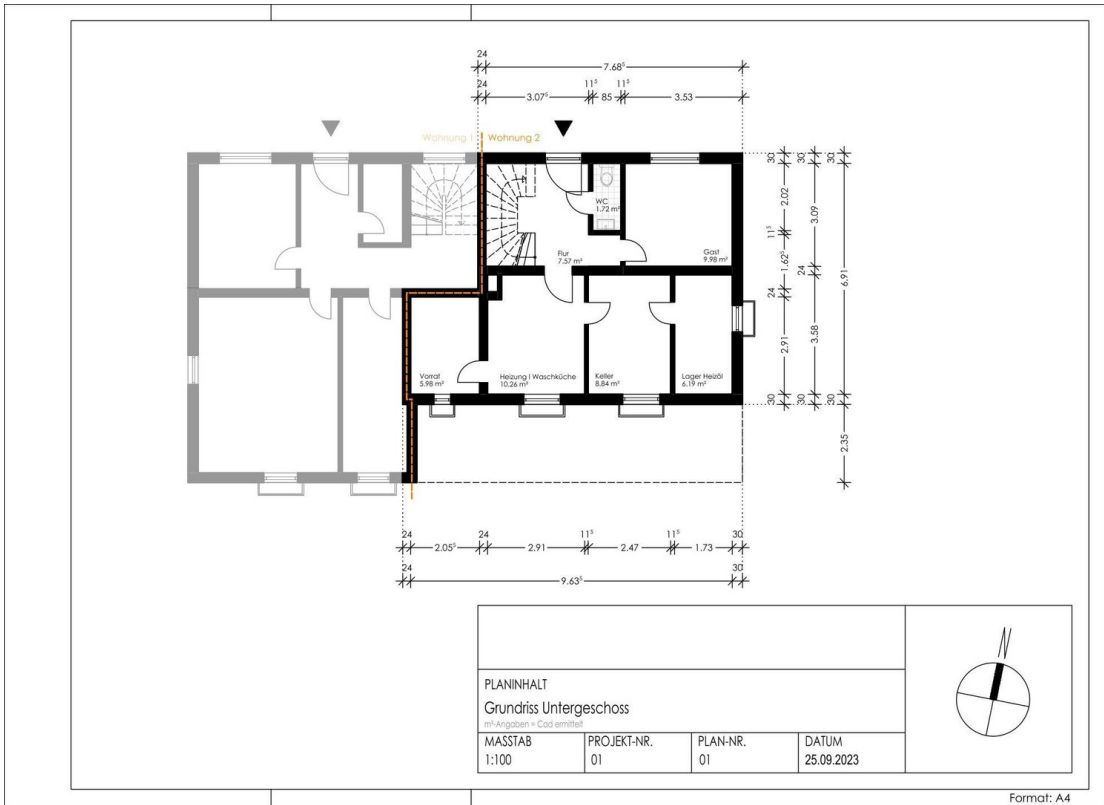 24
7.68⁵
24
11⁵
11⁵
3.07⁵
85
3.53
Wohnung 1
Wohnung 2
30
30
30
2.02
3.09
11⁵
1.62⁵
24
6.91
24
2.91
3.58
30
30
30
2.35
WC
1.72 m²
Flur
7.57 m²
Gast
9.98 m²
Vorrat
5.98 m²
Heizung I Waschküche
10.26 m²
Keller
8.84 m²
Lager Heizöl
6.19 m²
24
24
11⁵
11⁵
30
2.05⁵
2.91
2.47
1.73
24
30
9.63⁵
N
PLANINHALT
Grundriss Untergeschoss
m²-Angaben = Cad ermittelt
MASSTAB
PROJEKT-NR.
PLAN-NR.
DATUM
1:100
01
01
25.09.2023
Format: A4